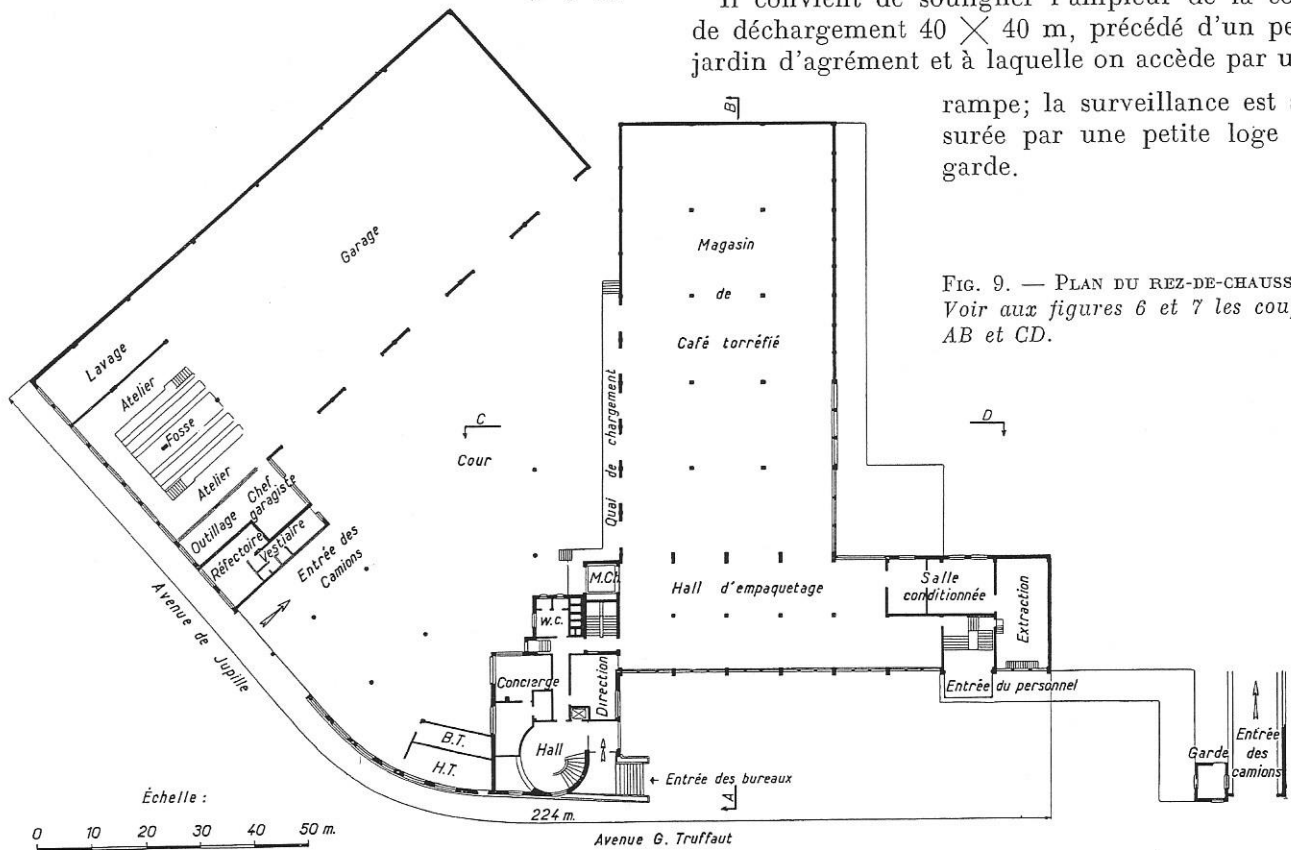 Il convient de souligner l'ampleur de la
de déchargement 40 × 40 m, précédé d'un
jardin d'agrément et à laquelle on accède par
rampe; la surveillance est
surée par une petite loge
garde.
FIG. 9. — PLAN DU REZ-DE-CHAUSS
Voir aux figures 6 et 7 les
AB et CD.
B
Garage
Magasin
de
Café torréfié
Quai de chargement
Lavage
Atelier
Fosse
Atelier
C
D
Cour
Outillage
Chef
garagiste
Réfectoire
Vestiaire
Entrée des
Camions
M.Ch.
Hall d'empaquetage
Salle
conditionnée
Extraction
W.C.
Avenue de Jupille
Concierge
Direction
Entrée du personnel
B.T.
H.T.
Hall
Garde
Entrée
des
camions
← Entrée des bureaux
A
Échelle :
0 10 20 30 40 50 m.
224 m.
Avenue G. Truffaut